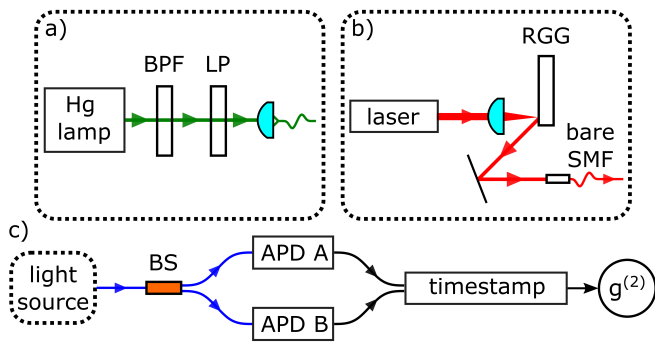 a)
BPF
LP
Hg
lamp
b)
RGG
laser
bare
SMF
c)
light
source
BS
APD A
APD B
timestamp
g(2)